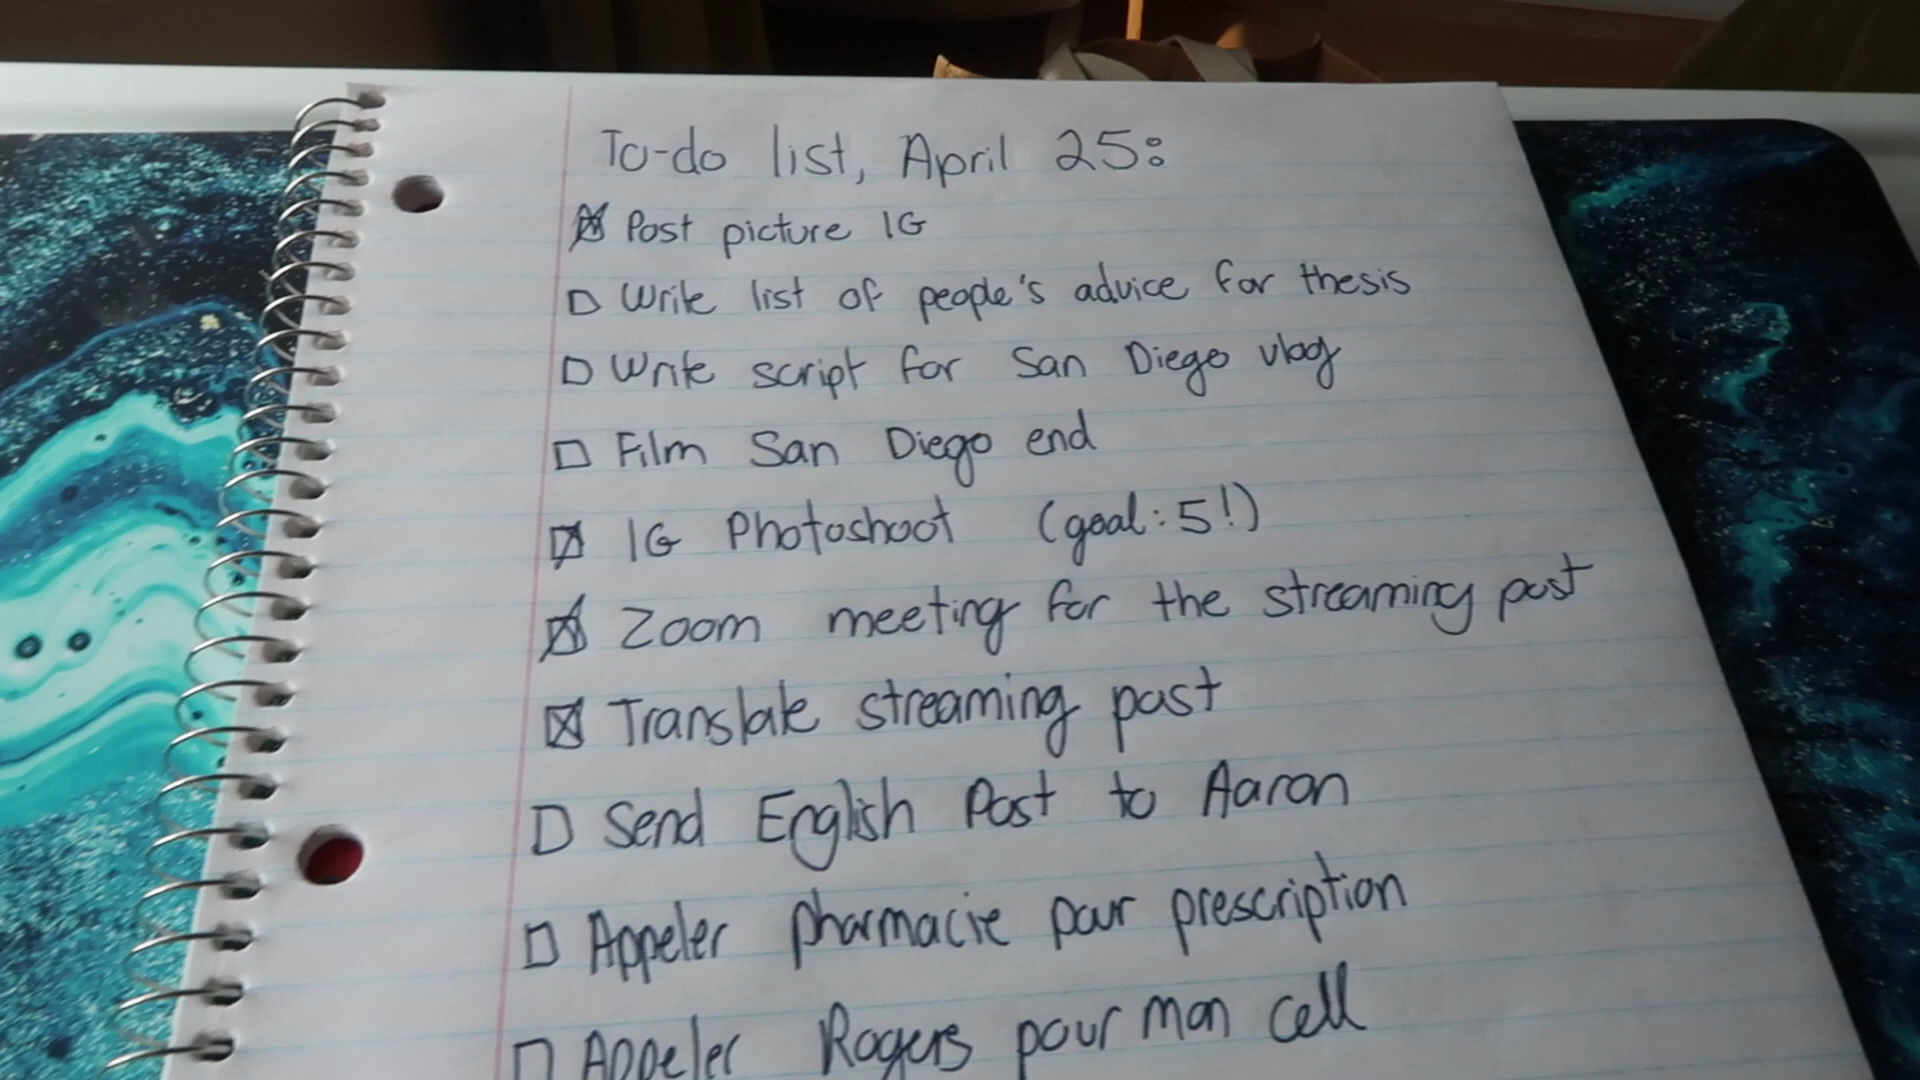 To-do list, April 25:
☒ Post picture IG
☐ Write list of people's advice for thesis
☐ Write script for San Diego vlog
☐ Film San Diego end
☒ IG Photoshoot (goal: 5!)
☒ Zoom meeting for the streaming post
☒ Translate streaming post
☐ Send English Post to Aaron
☐ Appeler pharmacie pour prescription
☐ Appeler Rogers pour mon cell